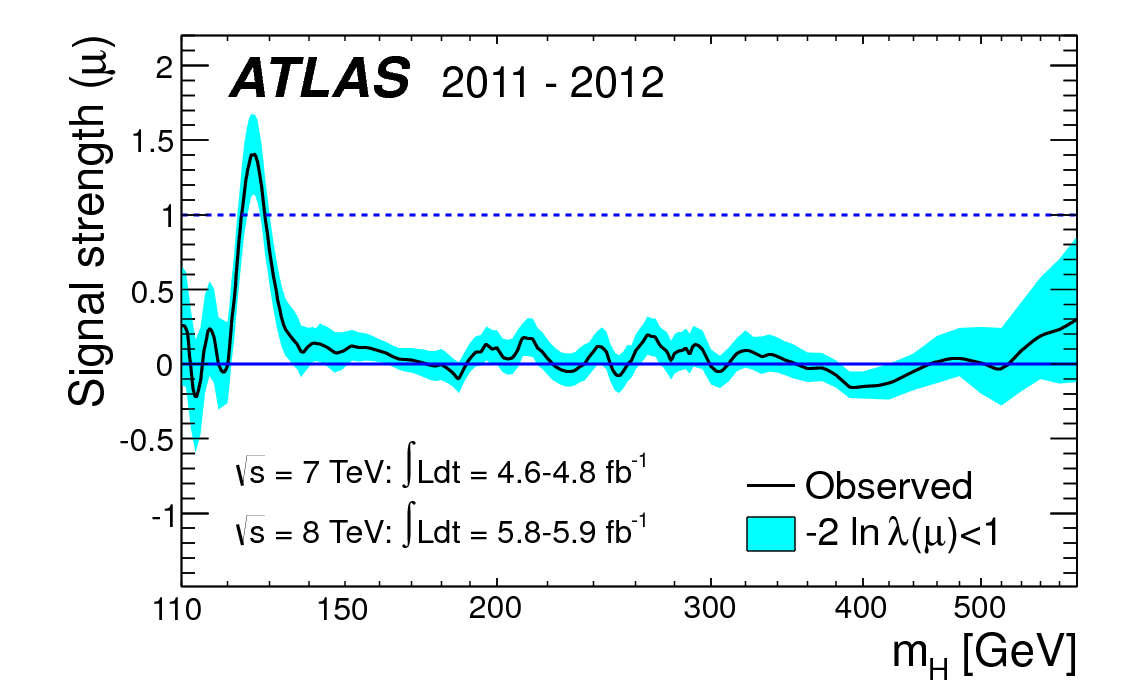 Signal strength (μ)
2
1.5
1
0.5
0
-0.5
-1
ATLAS 2011 - 2012
√s = 7 TeV: ∫Ldt = 4.6-4.8 fb⁻¹
√s = 8 TeV: ∫Ldt = 5.8-5.9 fb⁻¹
Observed
-2 ln λ(μ)<1
110 150 200 300 400 500
m_H [GeV]